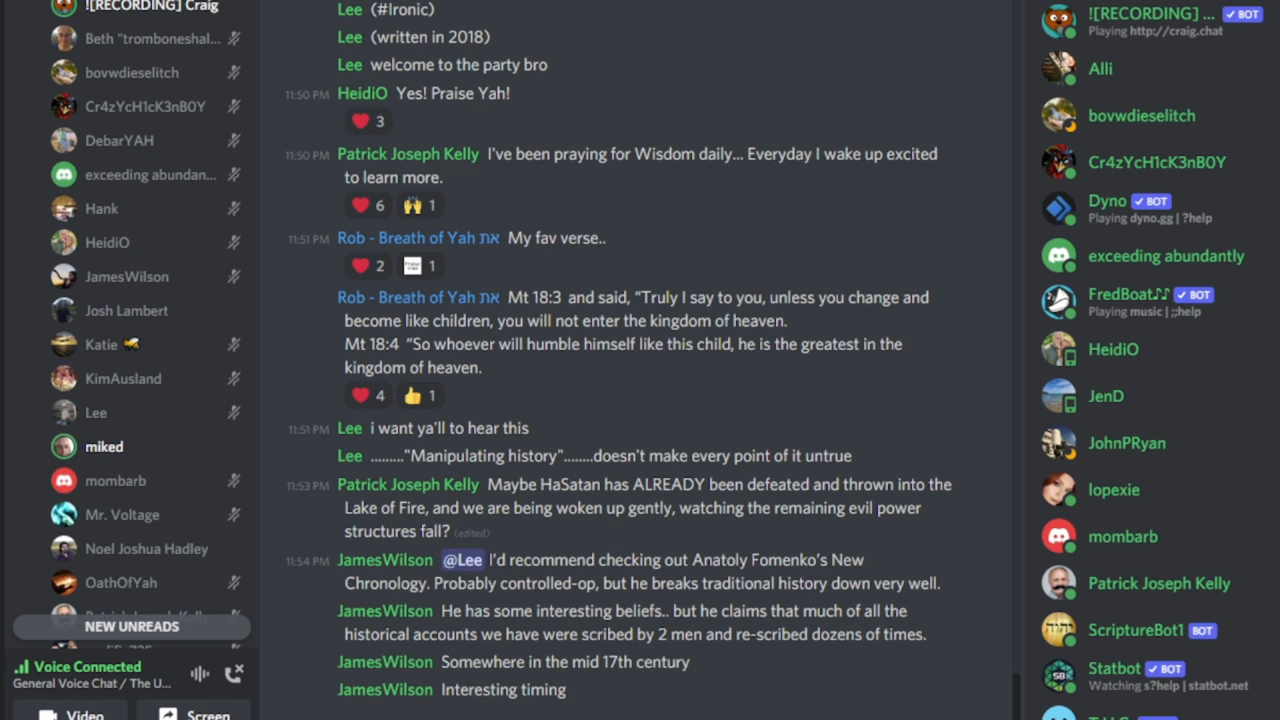 ![RECORDING] Craig
Beth "tromboneshal...
bovwdieselitch
Cr4zYcH1cK3nB0Y
DebarYAH
exceeding abundan...
Hank
HeidiO
JamesWilson
Josh Lambert
Katie
KimAusland
Lee
miked
mombarb
Mr. Voltage
Noel Joshua Hadley
OathOfYah
NEW UNREADS
Voice Connected
General Voice Chat / The U...
Video
Screen
Lee (#Ironic)
Lee (written in 2018)
Lee welcome to the party bro
11:50 PM HeidiO Yes! Praise Yah!
3
11:50 PM Patrick Joseph Kelly I've been praying for Wisdom daily... Everyday I wake up excited
to learn more.
6 1
11:51 PM Rob - Breath of Yah את My fav verse..
2 1
Rob - Breath of Yah את Mt 18:3 and said, “Truly I say to you, unless you change and
become like children, you will not enter the kingdom of heaven.
Mt 18:4 “So whoever will humble himself like this child, he is the greatest in the
kingdom of heaven.
4 1
11:51 PM Lee i want ya'll to hear this
Lee ........."Manipulating history".......doesn't make every point of it untrue
11:53 PM Patrick Joseph Kelly Maybe HaSatan has ALREADY been defeated and thrown into the
Lake of Fire, and we are being woken up gently, watching the remaining evil power
structures fall? (edited)
11:54 PM JamesWilson @Lee I’d recommend checking out Anatoly Fomenko’s New
Chronology. Probably controlled-op, but he breaks traditional history down very well.
JamesWilson He has some interesting beliefs.. but he claims that much of all the
historical accounts we have were scribed by 2 men and re-scribed dozens of times.
JamesWilson Somewhere in the mid 17th century
JamesWilson Interesting timing
![RECORDING] ... BOT
Playing http://craig.chat
Alli
bovwdieselitch
Cr4zYcH1cK3nB0Y
Dyno BOT
Playing dyno.gg | ?help
exceeding abundantly
FredBoat♪♪ BOT
Playing music | ;;help
HeidiO
JenD
JohnPRyan
lopexie
mombarb
Patrick Joseph Kelly
ScriptureBot1 BOT
Statbot BOT
Watching s?help | statbot.net